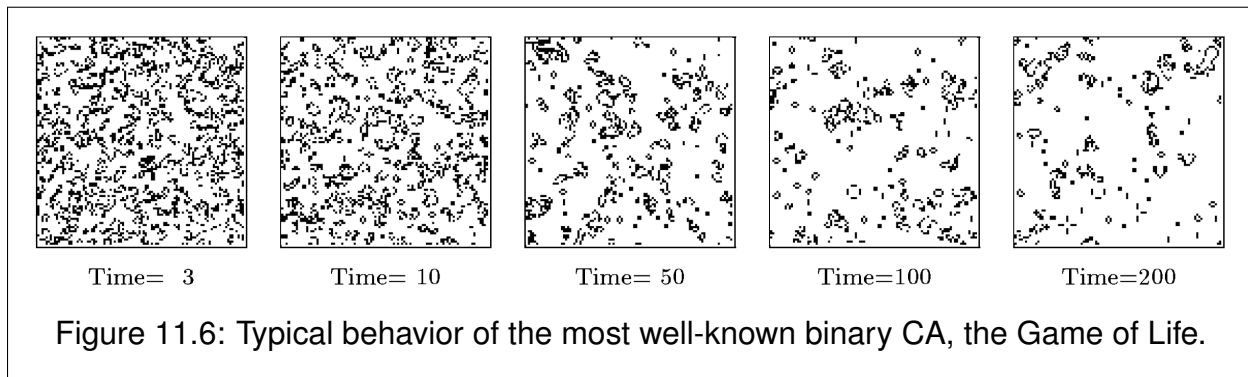 Time= 3 Time= 10 Time= 50 Time=100 Time=200
Figure 11.6: Typical behavior of the most well-known binary CA, the Game of Life.